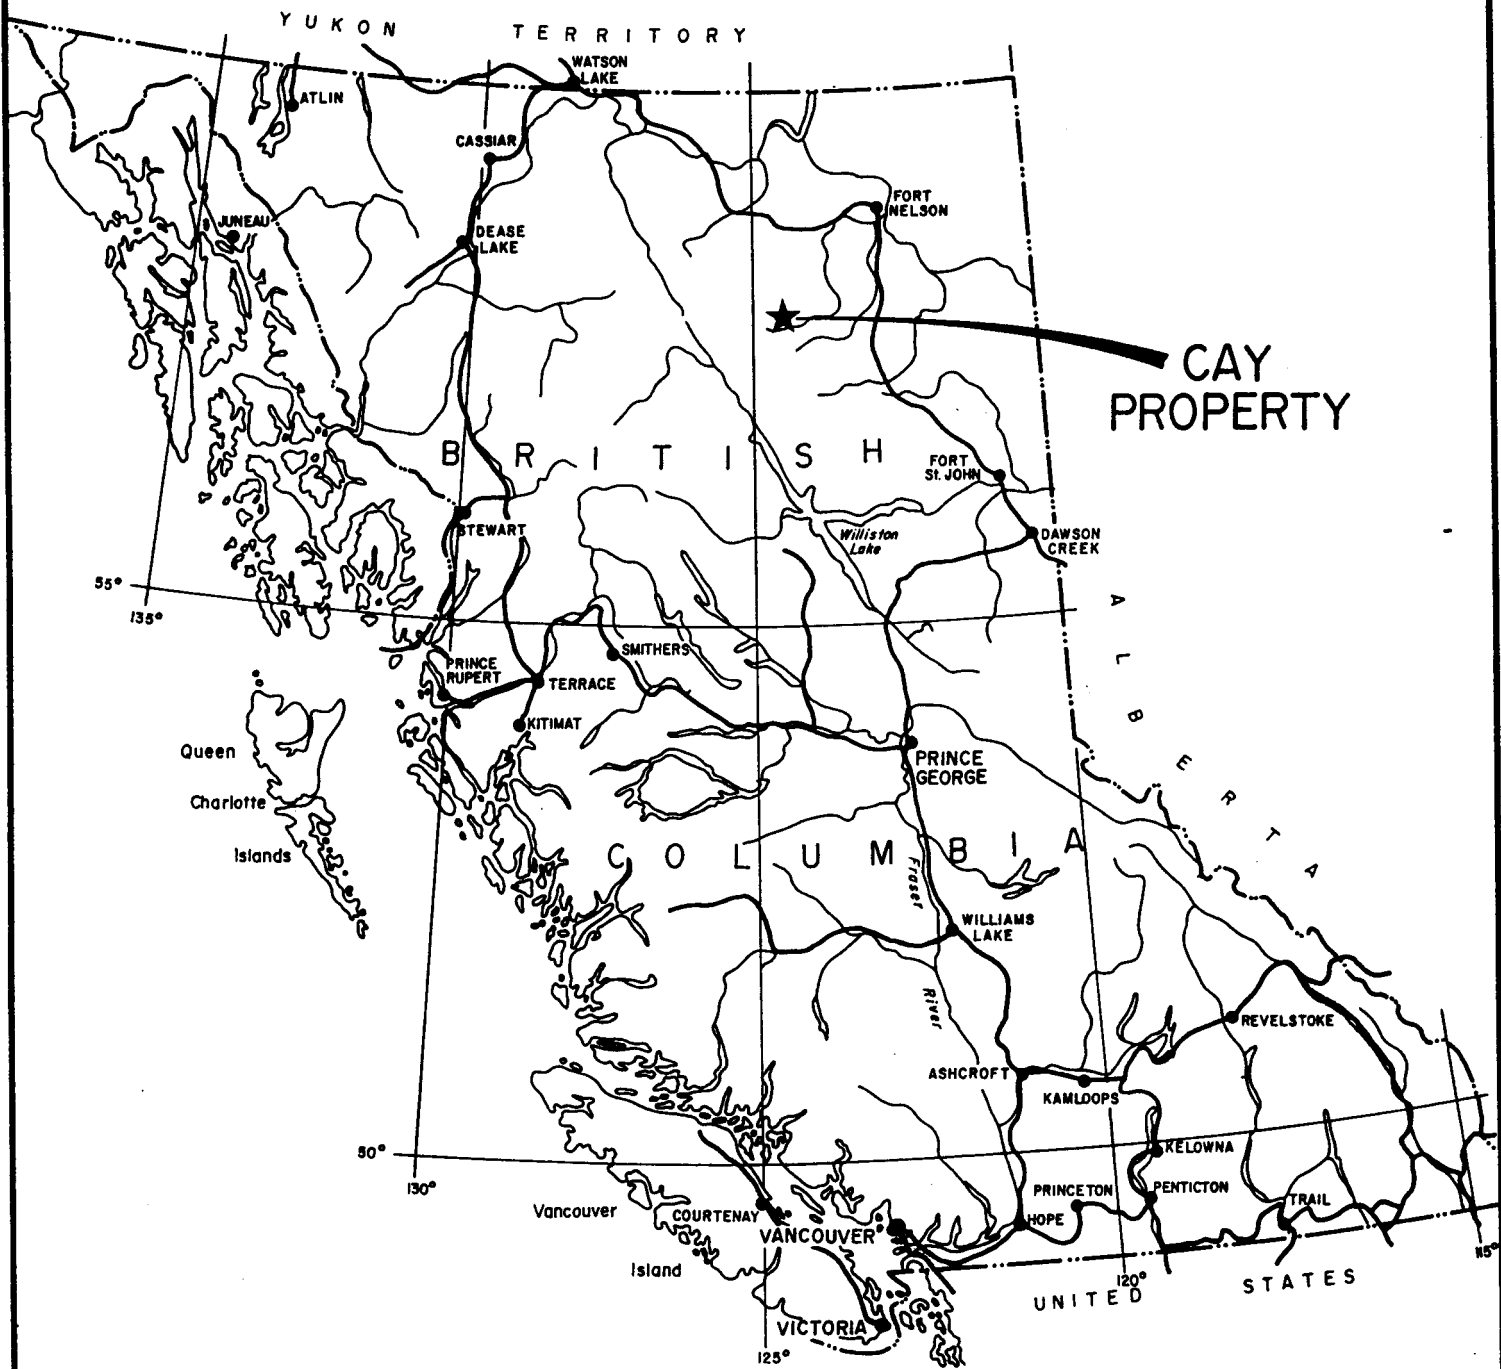 YUKON TERRITORY
WATSON
LAKE
ATLIN
CASSIAR
FORT
NELSON
JUNEAU
DEASE
LAKE
CAY
PROPERTY
BRITISH
FORT
St. JOHN
STEWART
Williston
Lake
DAWSON
CREEK
55°
135°
ALBERTA
SMITHERS
PRINCE
RUPERT
TERRACE
KITIMAT
Queen
Charlotte
Islands
PRINCE
GEORGE
COLUMBIA
Fraser
River
WILLIAMS
LAKE
REVELSTOKE
ASHCROFT
KAMLOOPS
50°
130°
KELOWNA
PRINCETON
PENTICTON
TRAIL
HOPE
Vancouver
Island
COURTENAY
VANCOUVER
VICTORIA
125°
120°
115°
UNITED STATES